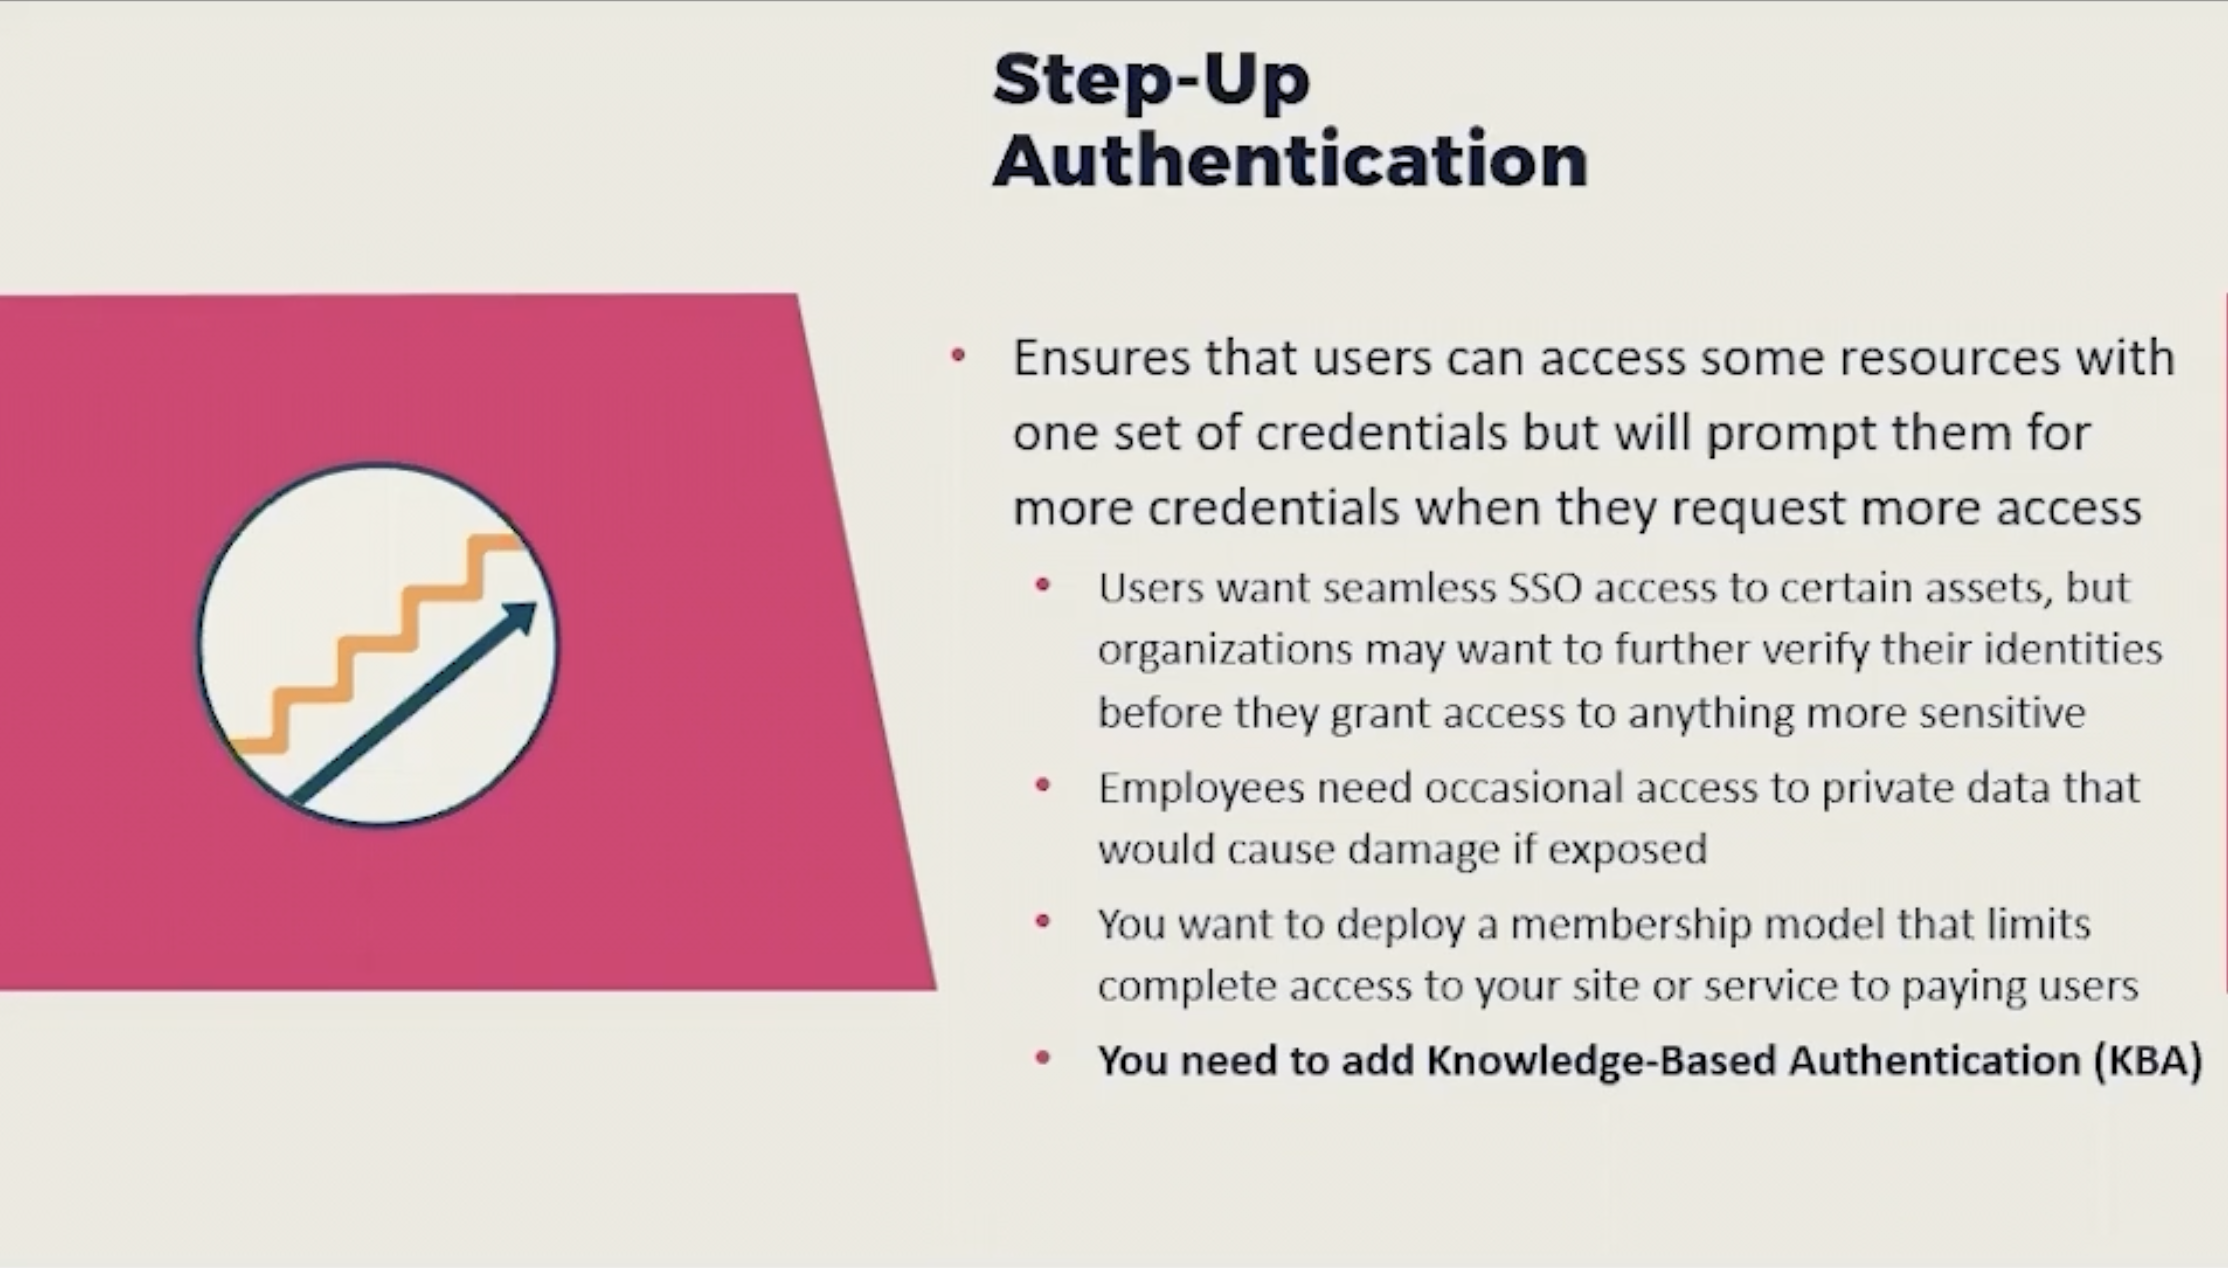 Step-Up
Authentication
• Ensures that users can access some resources with
one set of credentials but will prompt them for
more credentials when they request more access
• Users want seamless SSO access to certain assets, but
organizations may want to further verify their identities
before they grant access to anything more sensitive
• Employees need occasional access to private data that
would cause damage if exposed
• You want to deploy a membership model that limits
complete access to your site or service to paying users
• You need to add Knowledge-Based Authentication (KBA)